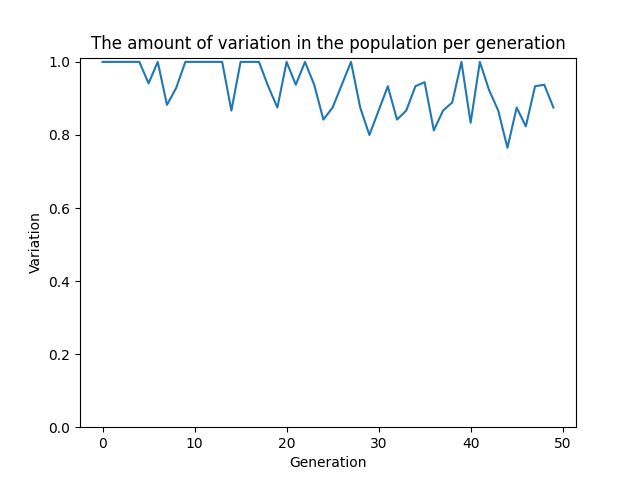 The amount of variation in the population per generation
1.0
0.8
0.6
0.4
0.2
0.0
Variation
0 10 20 30 40 50
Generation